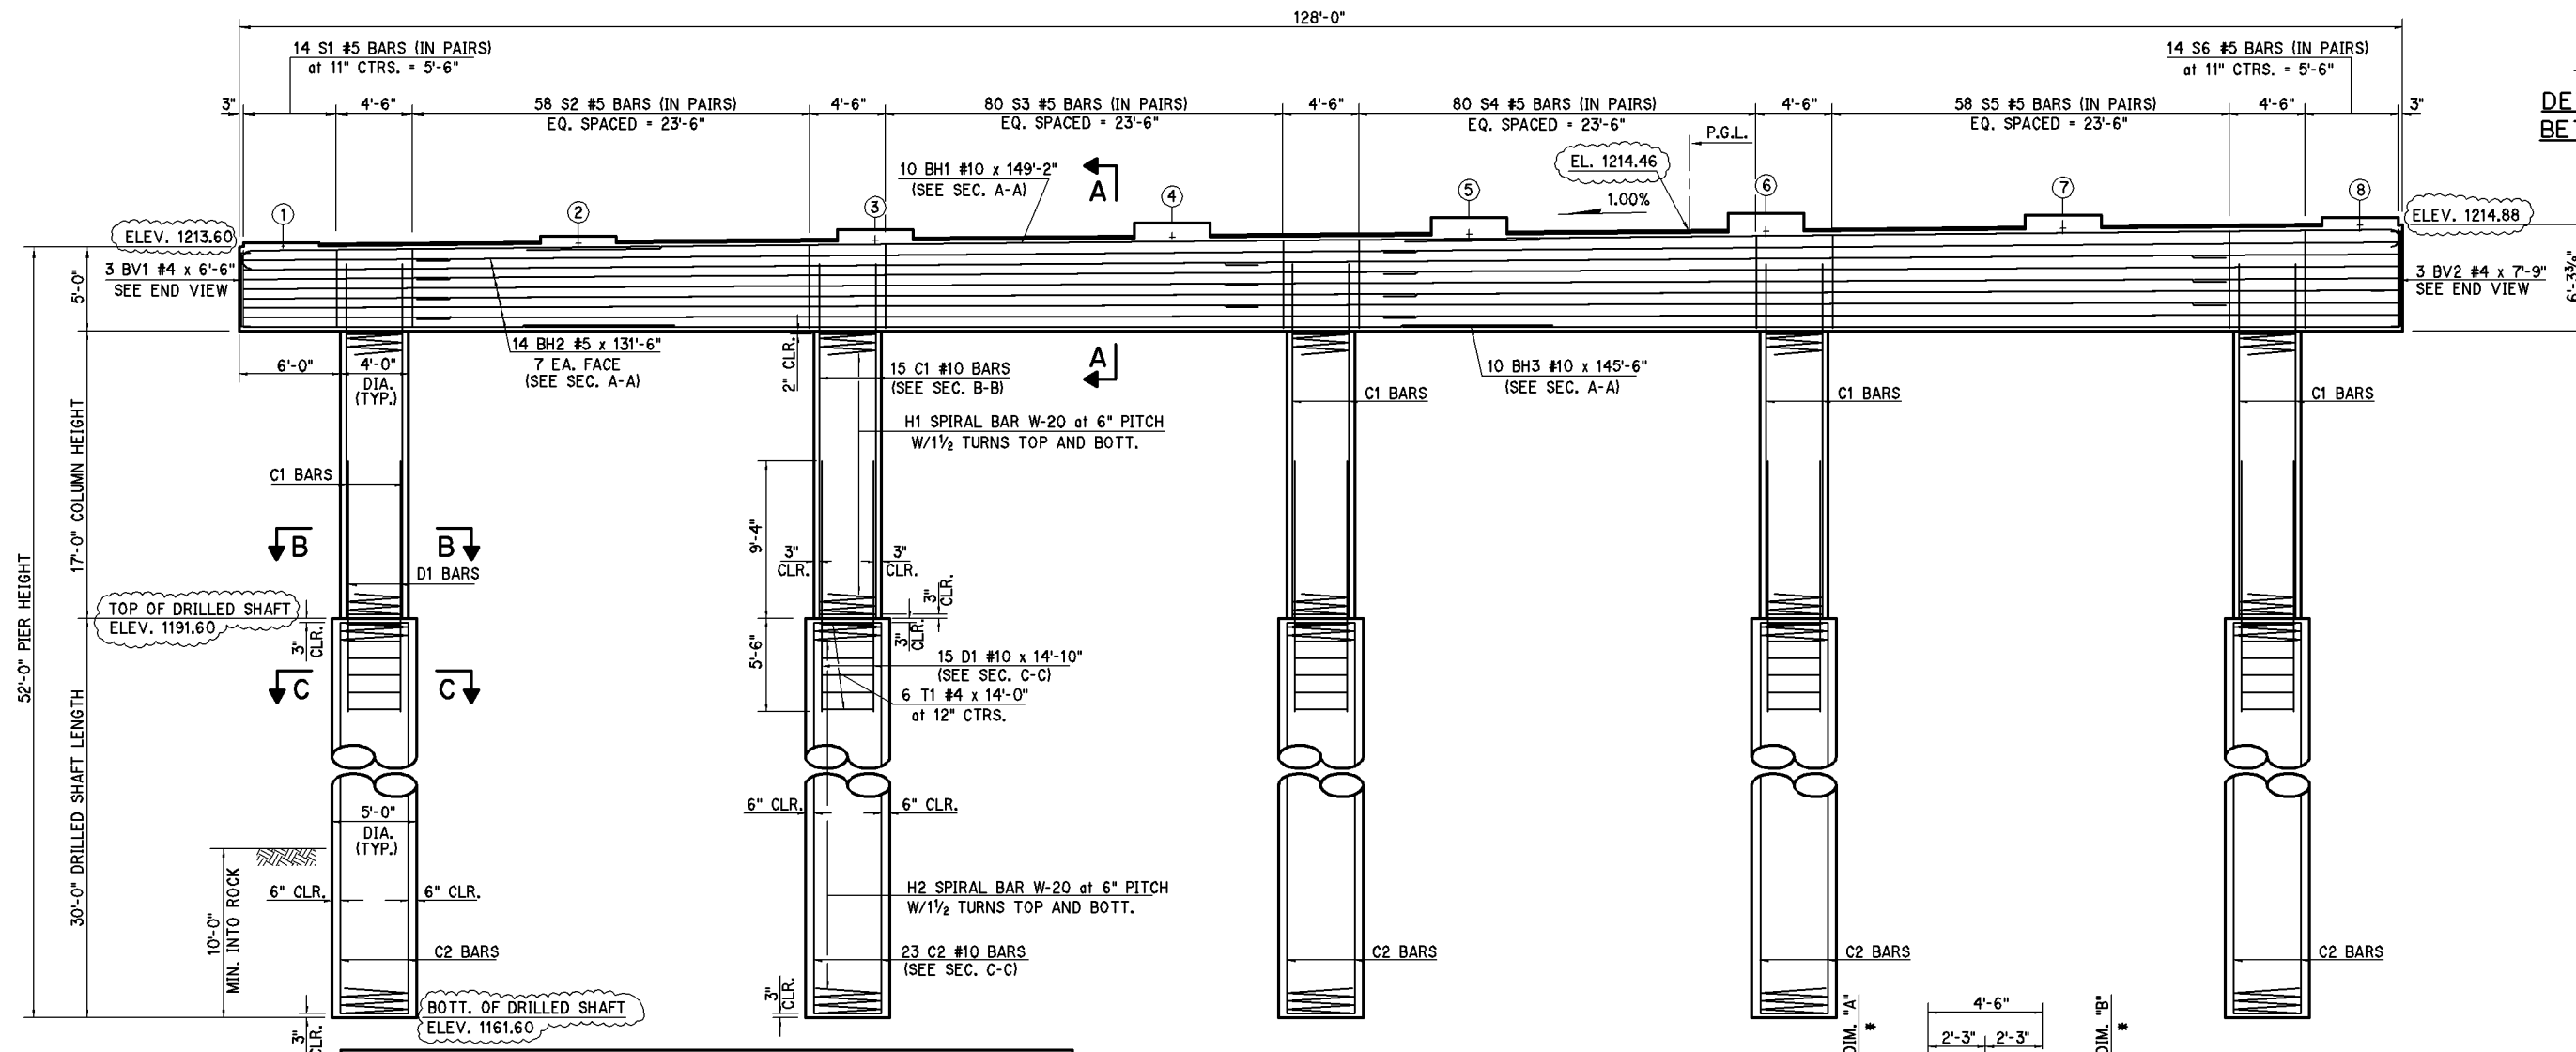 128'-0"
14 S1 #5 BARS (IN PAIRS)
at 11" CTRS. = 5'-6"
14 S6 #5 BARS (IN PAIRS)
at 11" CTRS. = 5'-6"
3"
4'-6"
58 S2 #5 BARS (IN PAIRS)
EQ. SPACED = 23'-6"
4'-6"
80 S3 #5 BARS (IN PAIRS)
EQ. SPACED = 23'-6"
4'-6"
80 S4 #5 BARS (IN PAIRS)
EQ. SPACED = 23'-6"
4'-6"
58 S5 #5 BARS (IN PAIRS)
EQ. SPACED = 23'-6"
4'-6"
3"
DE
BE
P.G.L.
EL. 1214.46
1.00%
10 BH1 #10 x 149'-2"
(SEE SEC. A-A)
A
1
2
3
4
5
6
7
8
ELEV. 1213.60
ELEV. 1214.88
3 BV1 #4 x 6'-6"
SEE END VIEW
5'-0"
3 BV2 #4 x 7'-9"
SEE END VIEW
6'-3¾"
14 BH2 #5 x 131'-6"
7 EA. FACE
(SEE SEC. A-A)
2" CLR.
A
10 BH3 #10 x 145'-6"
(SEE SEC. A-A)
6'-0"
4'-0"
DIA.
(TYP.)
15 C1 #10 BARS
(SEE SEC. B-B)
C1 BARS
C1 BARS
C1 BARS
H1 SPIRAL BAR W-20 at 6" PITCH
W/1½ TURNS TOP AND BOTT.
C1 BARS
17'-0" COLUMN HEIGHT
52'-0" PIER HEIGHT
B
B
D1 BARS
9'-4"
3"
CLR.
3"
CLR.
3"
CLR.
TOP OF DRILLED SHAFT
ELEV. 1191.60
3"
CLR.
3"
CLR.
C
C
5'-6"
15 D1 #10 x 14'-10"
(SEE SEC. C-C)
6 T1 #4 x 14'-0"
at 12" CTRS.
30'-0" DRILLED SHAFT LENGTH
5'-0"
DIA.
(TYP.)
6" CLR.
6" CLR.
10'-0"
MIN. INTO ROCK
6" CLR.
6" CLR.
H2 SPIRAL BAR W-20 at 6" PITCH
W/1½ TURNS TOP AND BOTT.
C2 BARS
23 C2 #10 BARS
(SEE SEC. C-C)
C2 BARS
C2 BARS
C2 BARS
3"
CLR.
BOTT. OF DRILLED SHAFT
ELEV. 1161.60
3"
CLR.
DIM. "A"
*
4'-6"
2'-3"
2'-3"
DIM. "B"
*